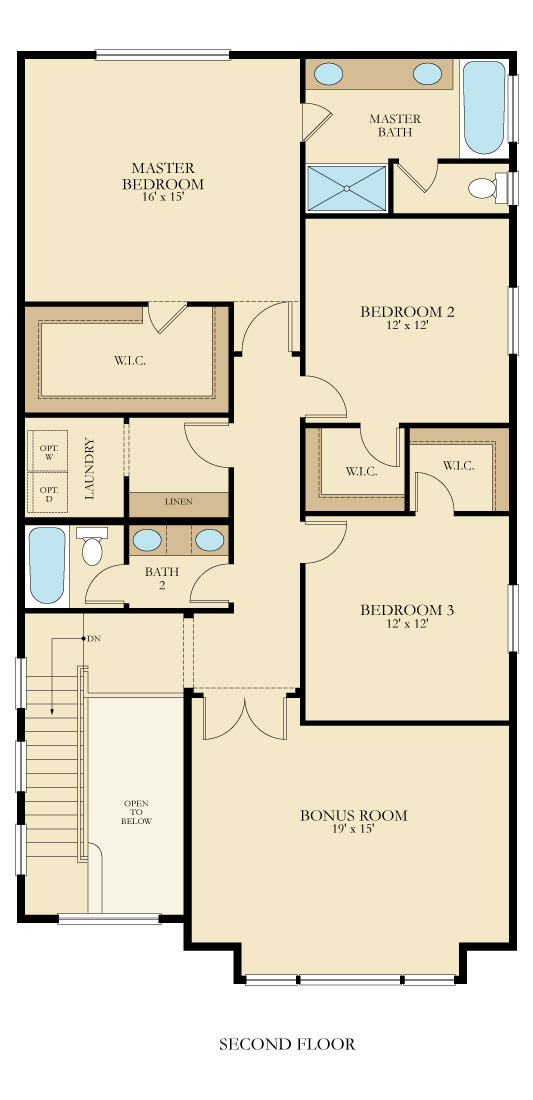 MASTER
BATH
MASTER
BEDROOM
16' x 15'
BEDROOM 2
12' x 12'
W.I.C.
OPT.
W
OPT.
D
LAUNDRY
LINEN
W.I.C.
W.I.C.
BATH
2
BEDROOM 3
12' x 12'
DN
OPEN
TO
BELOW
BONUS ROOM
19' x 15'
SECOND FLOOR